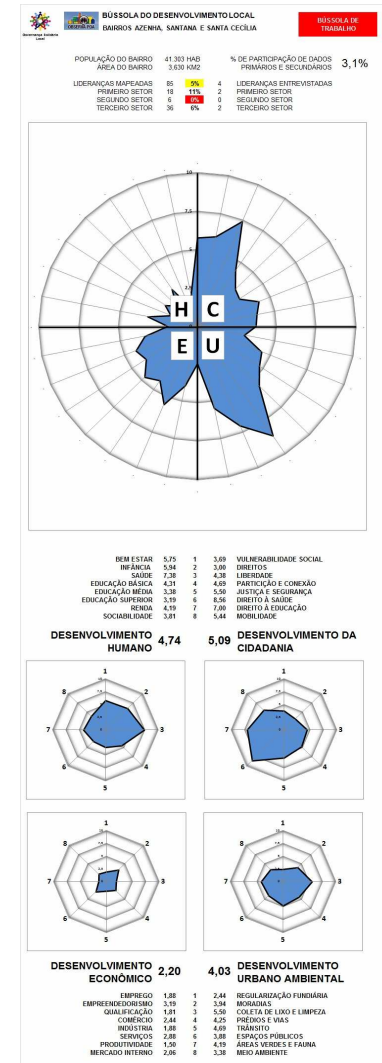 BÚSSOLA DO DESENVOLVIMENTO LOCAL
BAIRROS AZENHA, SANTANA E SANTA CECÍLIA
BÚSSOLA DE TRABALHO
Governança Solidária Local
POPULAÇÃO DO BAIRRO 41.303 HAB
ÁREA DO BAIRRO 3,630 KM2
% DE PARTICIPAÇÃO DE DADOS PRIMÁRIOS E SECUNDÁRIOS 3,1%
LIDERANÇAS MAPEADAS 85 5% 4 LIDERANÇAS ENTREVISTADAS
PRIMEIRO SETOR 18 11% 2 PRIMEIRO SETOR
SEGUNDO SETOR 6 0% 0 SEGUNDO SETOR
TERCEIRO SETOR 36 6% 2 TERCEIRO SETOR
10
7,5
5
2,5
H C
E U
BEM ESTAR 5,75 1 3,69 VULNERABILIDADE SOCIAL
INFÂNCIA 5,94 2 3,00 DIREITOS
SAÚDE 7,38 3 4,38 LIBERDADE
EDUCAÇÃO BÁSICA 4,31 4 4,69 PARTICIÇÃO E CONEXÃO
EDUCAÇÃO MÉDIA 3,38 5 5,50 JUSTIÇA E SEGURANÇA
EDUCAÇÃO SUPERIOR 3,19 6 8,56 DIREITO À SAÚDE
RENDA 4,19 7 7,00 DIREITO À EDUCAÇÃO
SOCIABILIDADE 3,81 8 5,44 MOBILIDADE
DESENVOLVIMENTO HUMANO 4,74
5,09 DESENVOLVIMENTO DA CIDADANIA
1
2
3
4
5
6
7
8
1
2
3
4
5
6
7
8
1
2
3
4
5
6
7
8
1
2
3
4
5
6
7
8
DESENVOLVIMENTO ECONÔMICO 2,20
4,03 DESENVOLVIMENTO URBANO AMBIENTAL
EMPREGO 1,88 1 2,44 REGULARIZAÇÃO FUNDIÁRIA
EMPREENDEDORISMO 3,19 2 3,94 MORADIAS
QUALIFICAÇÃO 1,81 3 5,50 COLETA DE LIXO E LIMPEZA
COMÉRCIO 2,44 4 4,25 PRÉDIOS E VIAS
INDÚSTRIA 1,88 5 4,69 TRÂNSITO
SERVIÇOS 2,88 6 3,88 ESPAÇOS PÚBLICOS
PRODUTIVIDADE 1,50 7 4,19 ÁREAS VERDES E FAUNA
MERCADO INTERNO 2,06 8 3,38 MEIO AMBIENTE